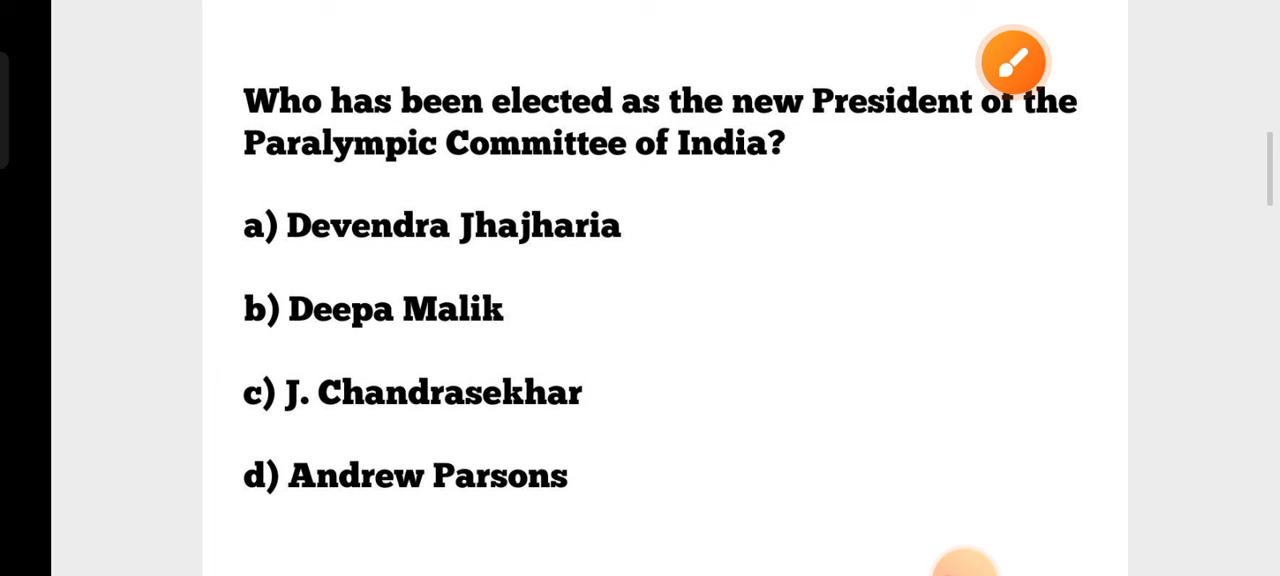 Who has been elected as the new President of the
Paralympic Committee of India?
a) Devendra Jhajharia
b) Deepa Malik
c) J. Chandrasekhar
d) Andrew Parsons